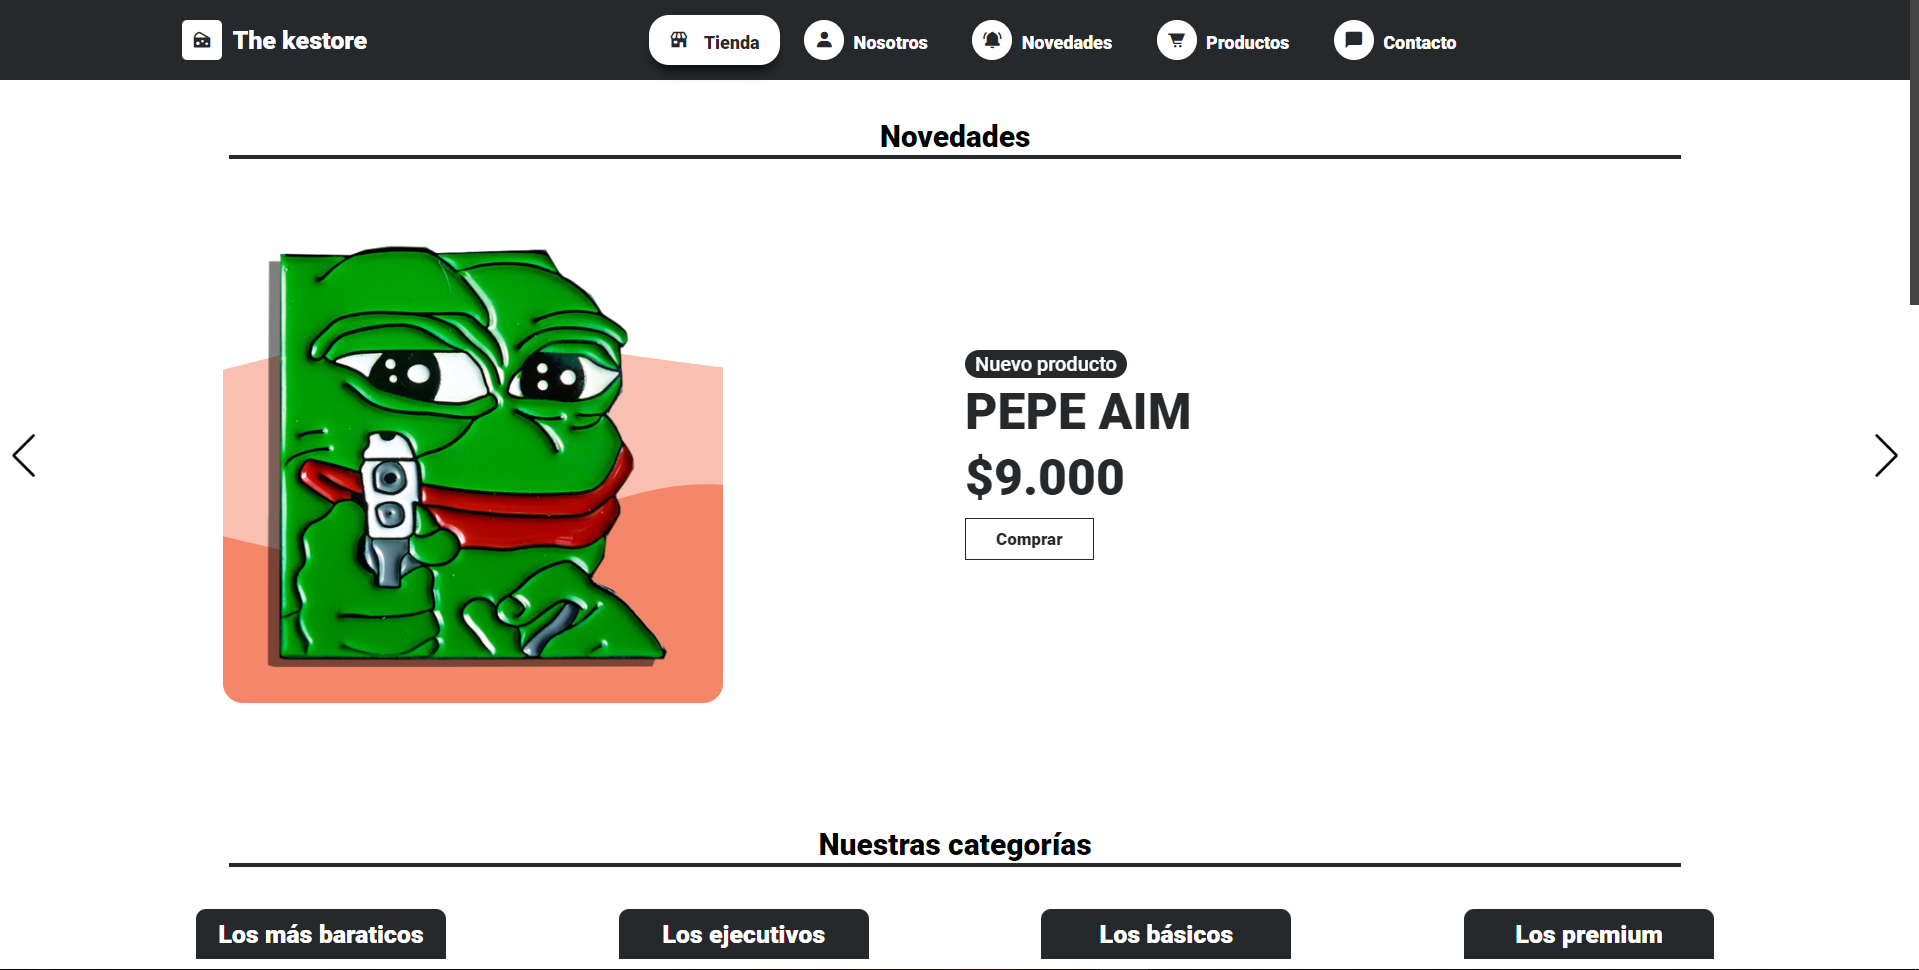 The kestore
Tienda
Nosotros
Novedades
Productos
Contacto
Novedades
Nuevo producto
PEPE AIM
$9.000
Comprar
Nuestras categorías
Los más baraticos
Los ejecutivos
Los básicos
Los premium